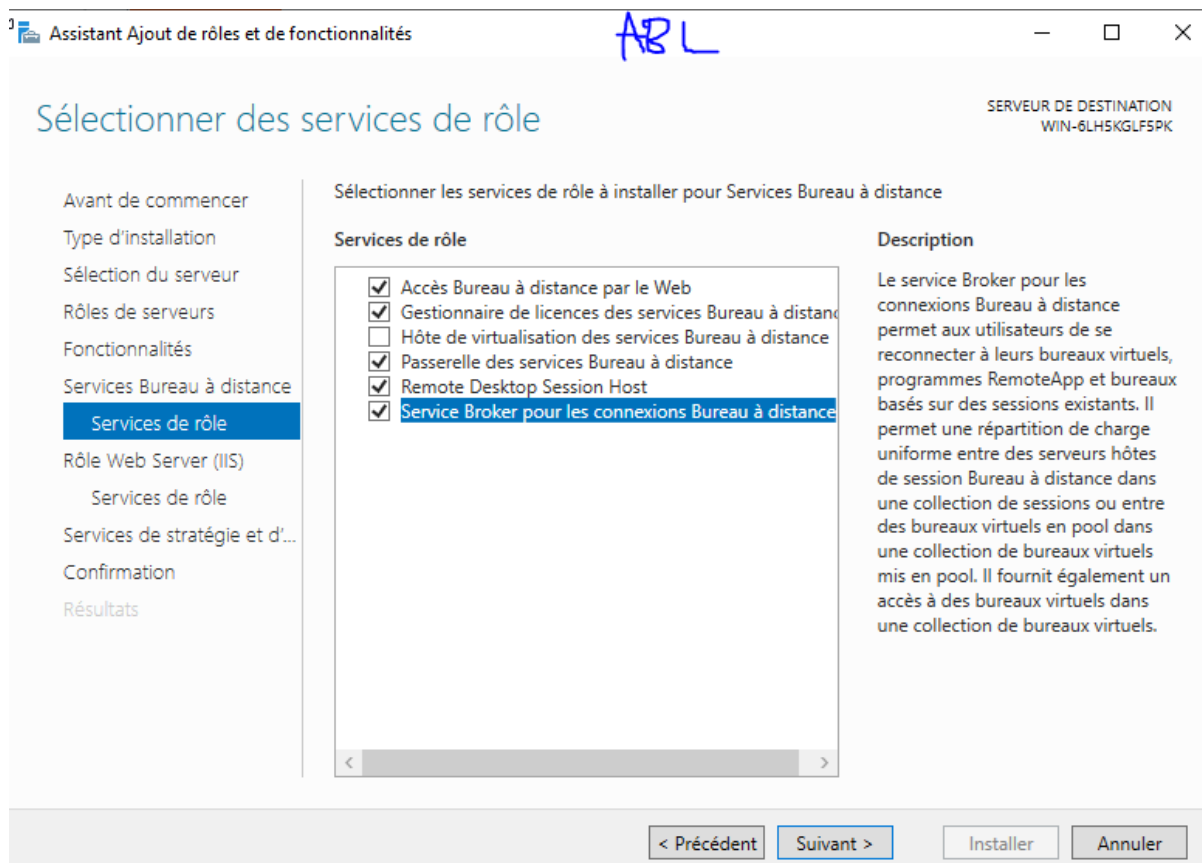 Assistant Ajout de rôles et de fonctionnalités
ABL
Sélectionner des services de rôle
SERVEUR DE DESTINATION
WIN-6LH5KGLF5PK
Avant de commencer
Type d'installation
Sélection du serveur
Rôles de serveurs
Fonctionnalités
Services Bureau à distance
Services de rôle
Rôle Web Server (IIS)
Services de rôle
Services de stratégie et d'...
Confirmation
Résultats
Sélectionner les services de rôle à installer pour Services Bureau à distance
Services de rôle
Accès Bureau à distance par le Web
Gestionnaire de licences des services Bureau à distanc
Hôte de virtualisation des services Bureau à distance
Passerelle des services Bureau à distance
Remote Desktop Session Host
Service Broker pour les connexions Bureau à distance
Description
Le service Broker pour les
connexions Bureau à distance
permet aux utilisateurs de se
reconnecter à leurs bureaux virtuels,
programmes RemoteApp et bureaux
basés sur des sessions existants. Il
permet une répartition de charge
uniforme entre des serveurs hôtes
de session Bureau à distance dans
une collection de sessions ou entre
des bureaux virtuels en pool dans
une collection de bureaux virtuels
mis en pool. Il fournit également un
accès à des bureaux virtuels dans
une collection de bureaux virtuels.
< Précédent
Suivant >
Installer
Annuler